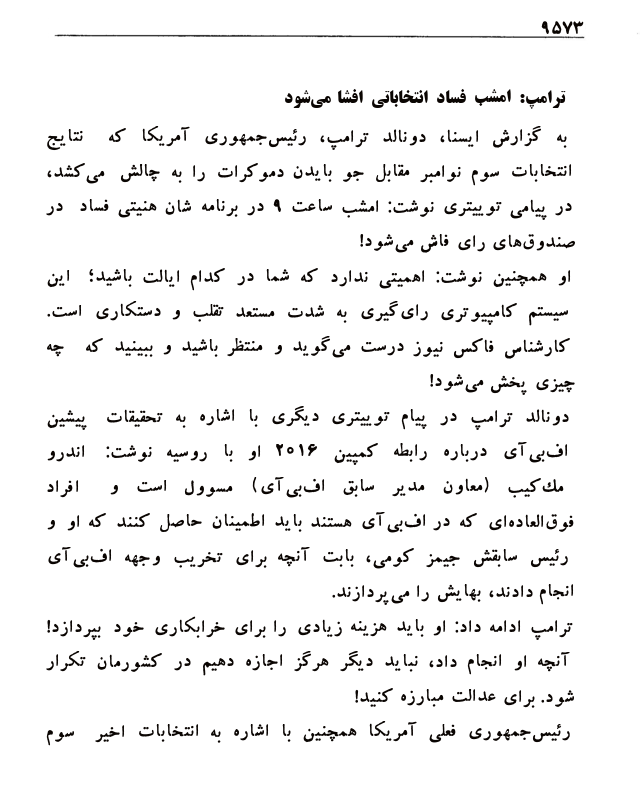 ۹۵۷۳
ترامپ: امشب فساد انتخاباتی افشا می‌شود
به گزارش ایسنا، دونالد ترامپ، رئیس‌جمهوری آمریکا که نتایج
انتخابات سوم نوامبر مقابل جو بایدن دموکرات را به چالش می‌کشد،
در پیامی توییتری نوشت: امشب ساعت ۹ در برنامه شان هنیتی فساد در
صندوق‌های رای فاش می‌شود!
او همچنین نوشت: اهمیتی ندارد که شما در کدام ایالت باشید؛ این
سیستم کامپیوتری رای‌گیری به شدت مستعد تقلب و دستکاری است.
کارشناس فاکس نیوز درست می‌گوید و منتظر باشید و ببینید که چه
چیزی پخش می‌شود!
دونالد ترامپ در پیام توییتری دیگری با اشاره به تحقیقات پیشین
اف‌بی‌آی درباره رابطه کمپین ۲۰۱۶ او با روسیه نوشت: اندرو
مك‌کیب (معاون مدیر سابق اف‌بی‌آی) مسوول است و افراد
فوق‌العاده‌ای که در اف‌بی‌آی هستند باید اطمینان حاصل کنند که او و
رئیس سابقش جیمز کومی، بابت آنچه برای تخریب وجهه اف‌بی‌آی
انجام دادند، بهایش را می‌پردازند.
ترامپ ادامه داد: او باید هزینه زیادی را برای خرابکاری خود بپردازد!
آنچه او انجام داد، نباید دیگر هرگز اجازه دهیم در کشورمان تکرار
شود. برای عدالت مبارزه کنید!
رئیس‌جمهوری فعلی آمریکا همچنین با اشاره به انتخابات اخیر سوم